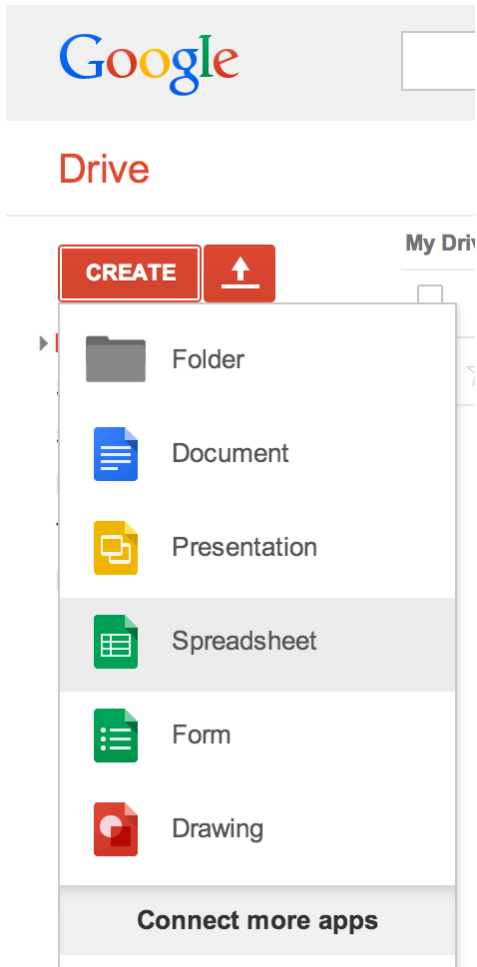 Google
Drive
My Driv
CREATE
Folder
Document
Presentation
Spreadsheet
Form
Drawing
Connect more apps